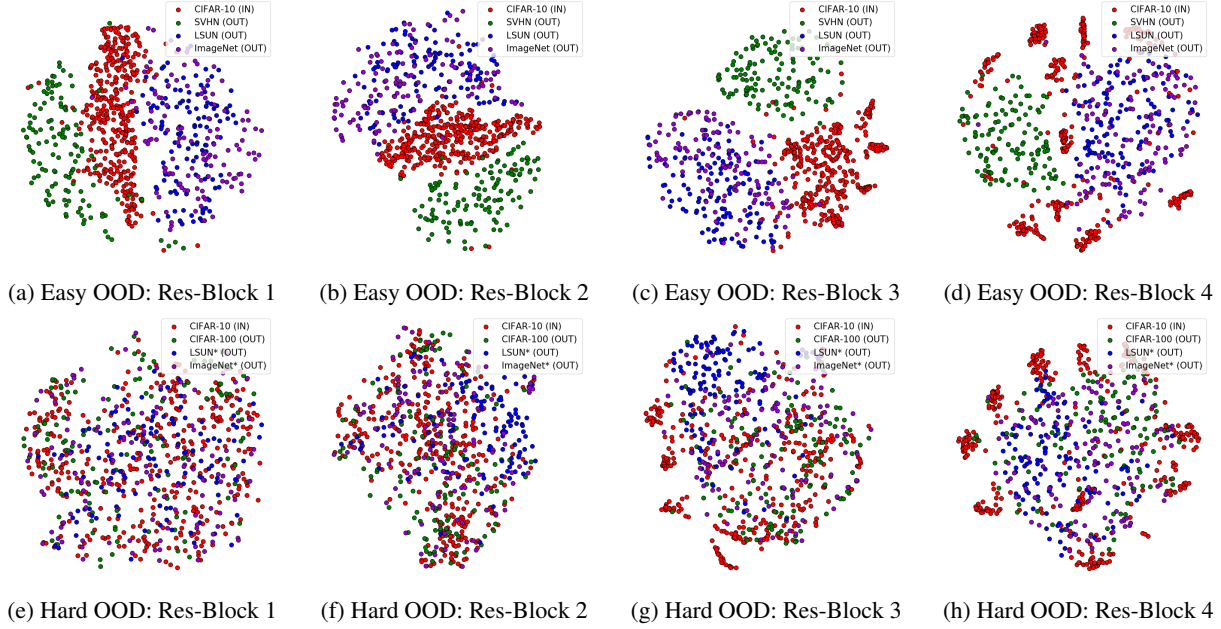 CIFAR-10 (IN)
SVHN (OUT)
LSUN (OUT)
ImageNet (OUT)
CIFAR-10 (IN)
SVHN (OUT)
LSUN (OUT)
ImageNet (OUT)
CIFAR-10 (IN)
SVHN (OUT)
LSUN (OUT)
ImageNet (OUT)
CIFAR-10 (IN)
SVHN (OUT)
LSUN (OUT)
ImageNet (OUT)
(a) Easy OOD: Res-Block 1
(b) Easy OOD: Res-Block 2
(c) Easy OOD: Res-Block 3
(d) Easy OOD: Res-Block 4
CIFAR-10 (IN)
CIFAR-100 (OUT)
LSUN* (OUT)
ImageNet* (OUT)
CIFAR-10 (IN)
CIFAR-100 (OUT)
LSUN* (OUT)
ImageNet* (OUT)
CIFAR-10 (IN)
CIFAR-100 (OUT)
LSUN* (OUT)
ImageNet* (OUT)
CIFAR-10 (IN)
CIFAR-100 (OUT)
LSUN* (OUT)
ImageNet* (OUT)
(e) Hard OOD: Res-Block 1
(f) Hard OOD: Res-Block 2
(g) Hard OOD: Res-Block 3
(h) Hard OOD: Res-Block 4